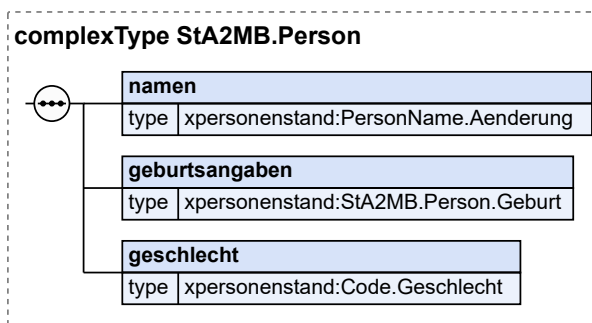 complexType StA2MB.Person
namen
type xpersonenstand:PersonName.Aenderung
geburtsangaben
type xpersonenstand:StA2MB.Person.Geburt
geschlecht
type xpersonenstand:Code.Geschlecht